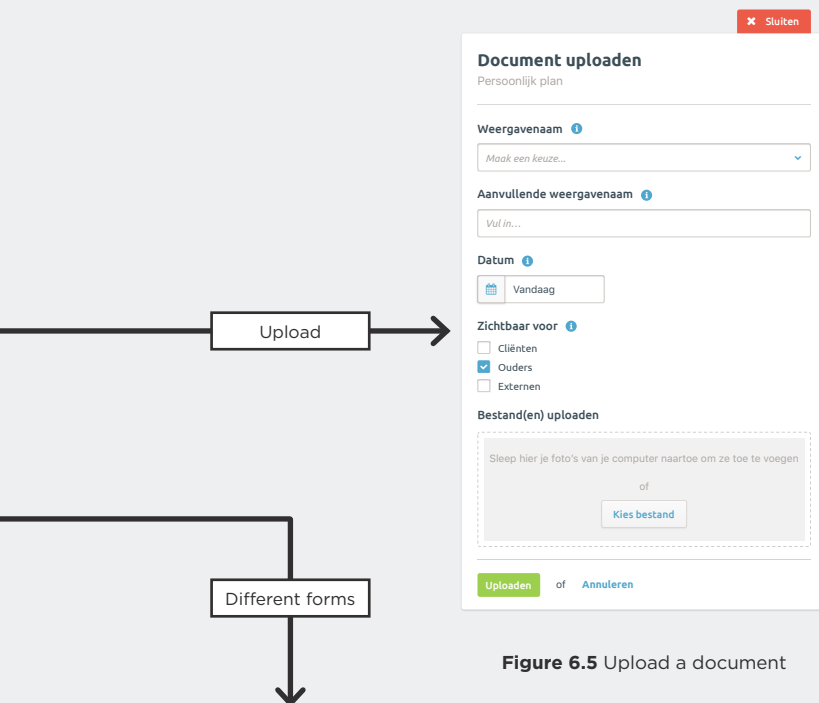 Sluiten
Document uploaden
Persoonlijk plan
Weergavenaam
Maak een keuze...
Aanvullende weergavenaam
Vul in...
Datum
Vandaag
Upload
Zichtbaar voor
Cliënten
Ouders
Externen
Bestand(en) uploaden
Sleep hier je foto's van je computer naartoe om ze toe te voegen
of
Kies bestand
Uploaden of Annuleren
Different forms
Figure 6.5 Upload a document